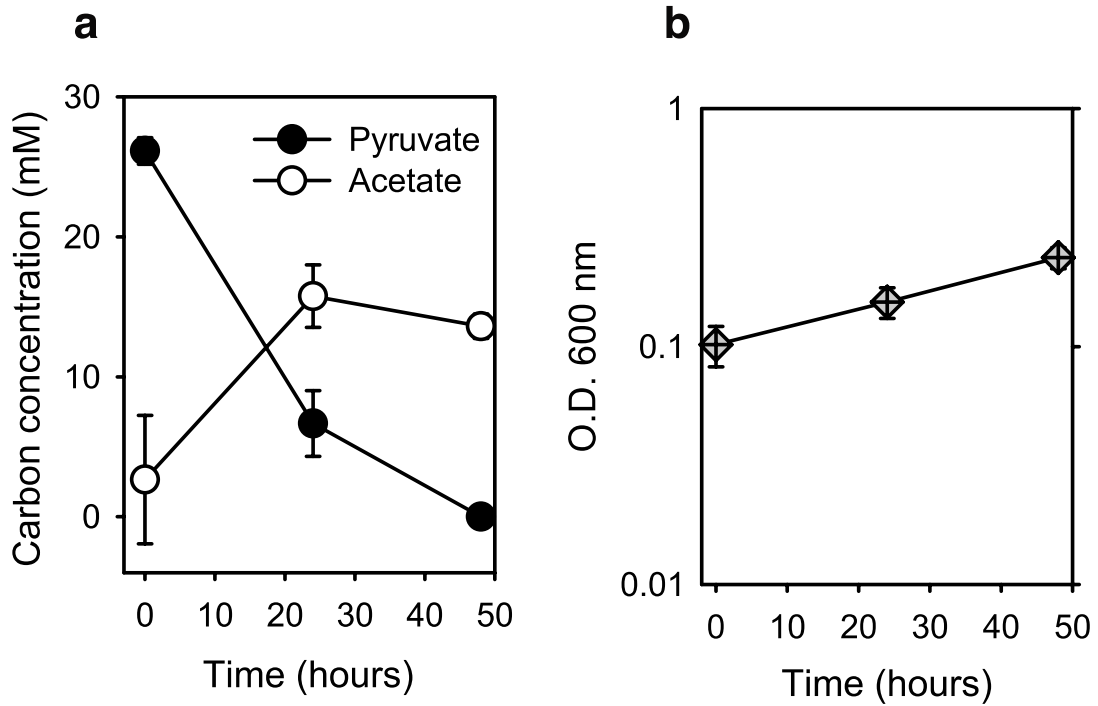 a
30
20
10
0
Carbon concentration (mM)
Pyruvate
Acetate
0 10 20 30 40 50
Time (hours)
b
1
0.1
0.01
O.D. 600 nm
0 10 20 30 40 50
Time (hours)